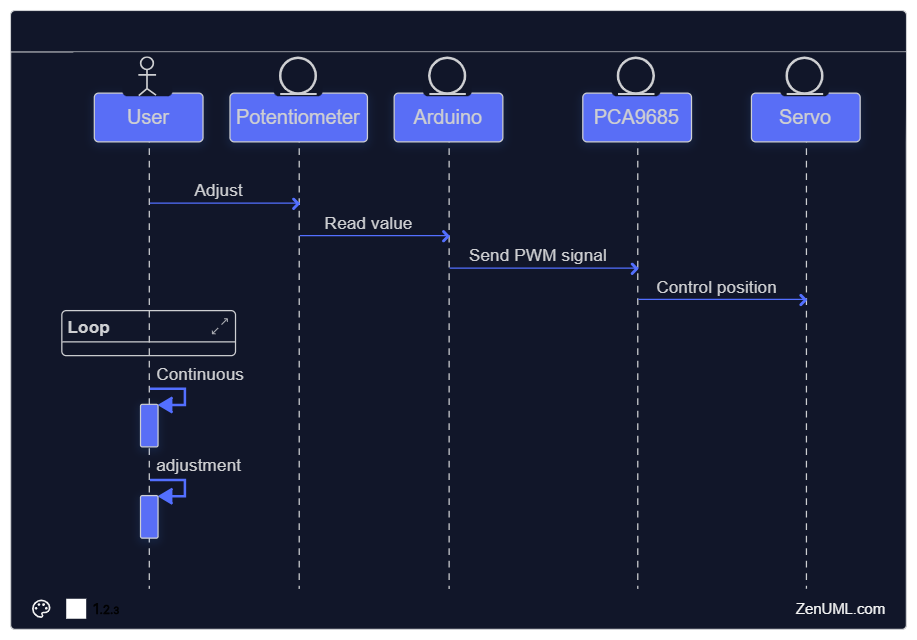 User
Potentiometer
Arduino
PCA9685
Servo
Adjust
Read value
Send PWM signal
Control position
Loop
Continuous
adjustment
1.2.3
ZenUML.com